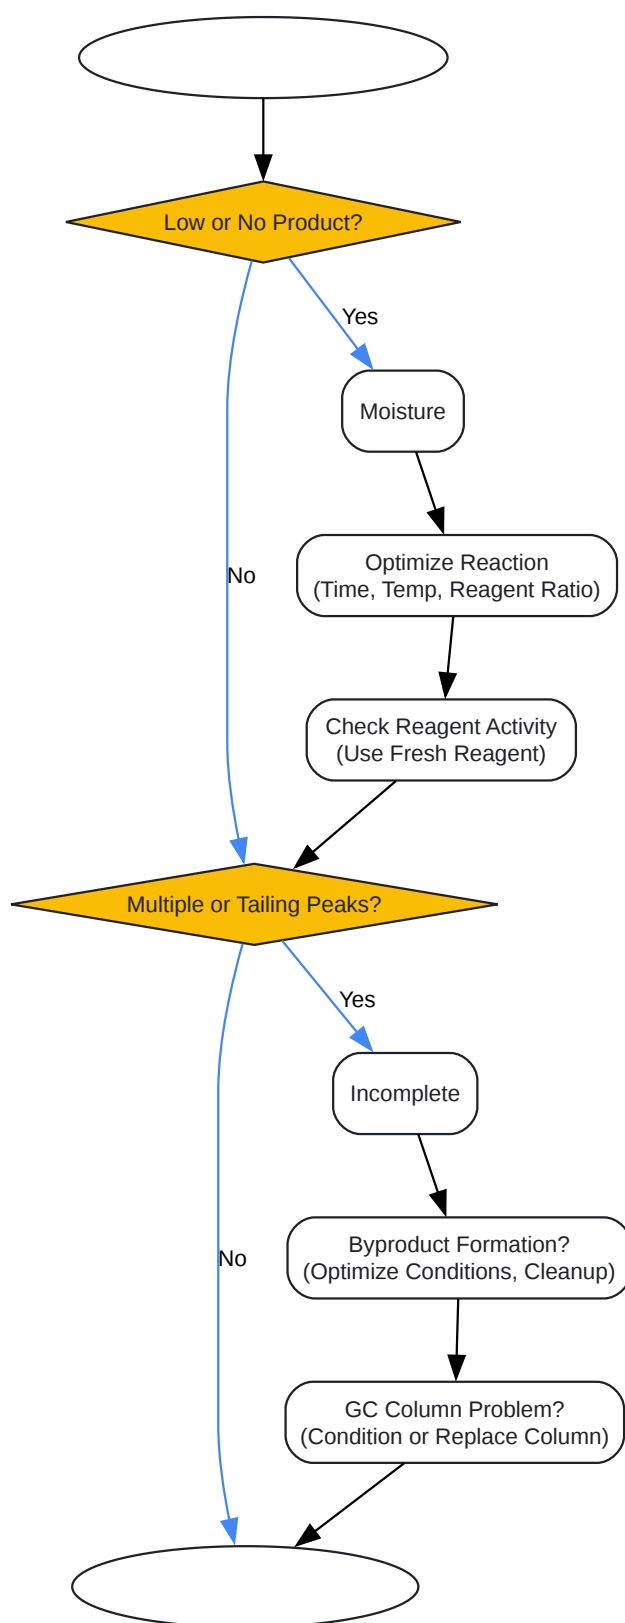 Low or No Product?
Yes
Moisture
Optimize Reaction
(Time, Temp, Reagent Ratio)
No
Check Reagent Activity
(Use Fresh Reagent)
Multiple or Tailing Peaks?
Yes
Incomplete
Byproduct Formation?
(Optimize Conditions, Cleanup)
No
GC Column Problem?
(Condition or Replace Column)